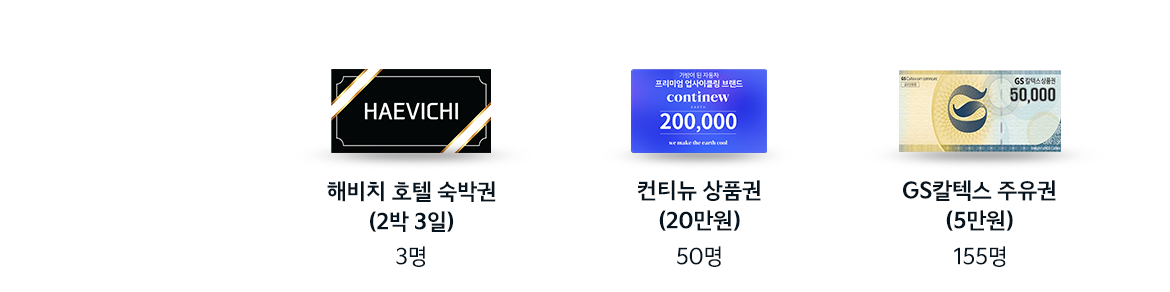 HAEVICHI
해비치 호텔 숙박권
(2박 3일)
3명
가방이 된 자동차
프리미엄 업사이클링 브랜드
continew
EARTH
200,000
we make the earth cool
컨티뉴 상품권
(20만원)
50명
GS칼텍스상품권
50,000
GS칼텍스 주유권
(5만원)
155명